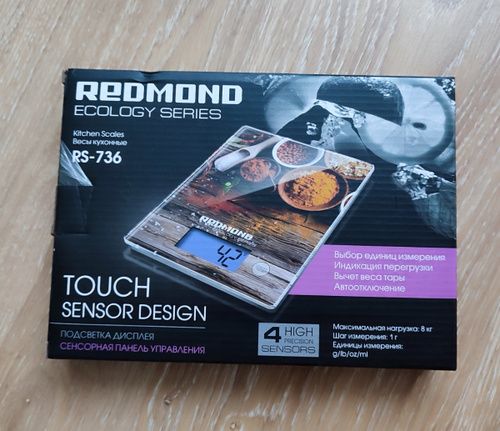 REDMOND
ECOLOGY SERIES
Kitchen Scales
Весы кухонные
RS-736
REDMOND
42
Выбор единиц измерения
Индикация перегрузки
Вычет веса тары
Автоотключение
TOUCH
SENSOR DESIGN
ПОДСВЕТКА ДИСПЛЕЯ
СЕНСОРНАЯ ПАНЕЛЬ УПРАВЛЕНИЯ
4 HIGH
PRECISION
SENSORS
Максимальная нагрузка: 8 кг
Шаг измерения: 1 г
Единицы измерения:
g/lb/oz/ml